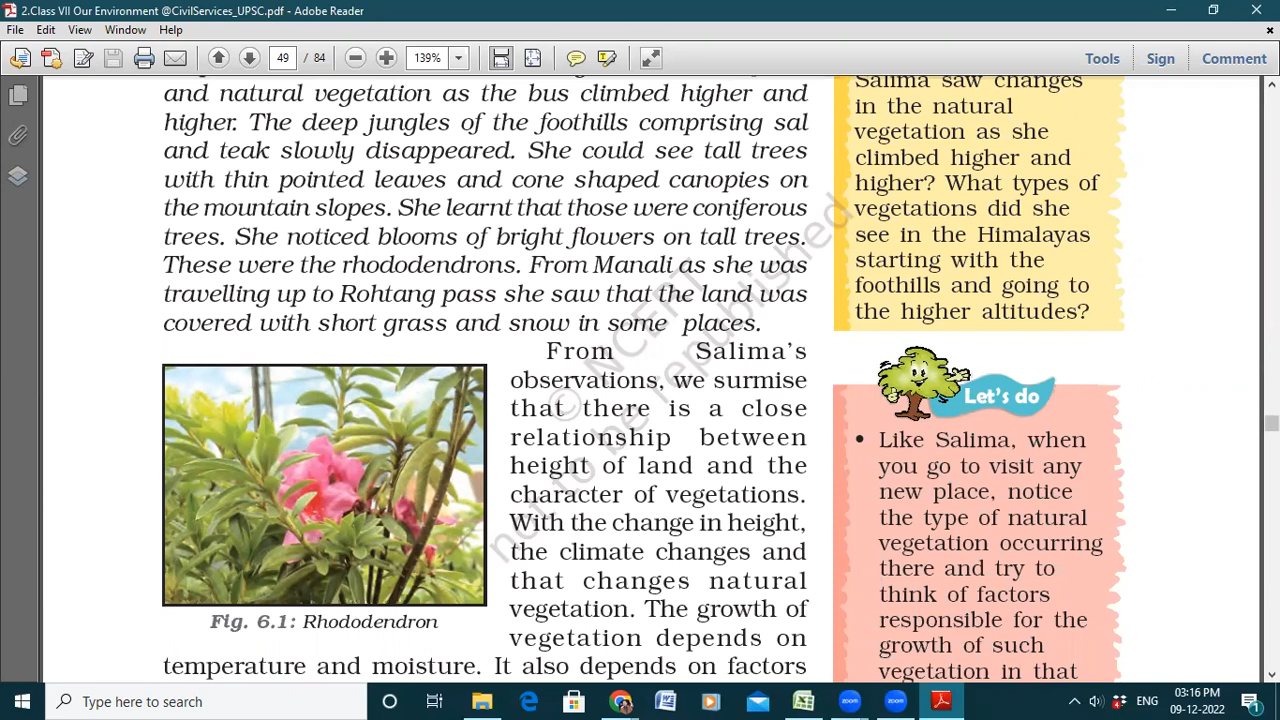 2.Class VII Our Environment @CivilServices_UPSC.pdf - Adobe Reader
File Edit View Window Help
49 / 84 139% Tools Sign Comment
and natural vegetation as the bus climbed higher and
higher. The deep jungles of the foothills comprising sal
and teak slowly disappeared. She could see tall trees
with thin pointed leaves and cone shaped canopies on
the mountain slopes. She learnt that those were coniferous
trees. She noticed blooms of bright flowers on tall trees.
These were the rhododendrons. From Manali as she was
travelling up to Rohtang pass she saw that the land was
covered with short grass and snow in some places.
From Salima's
observations, we surmise
that there is a close
relationship between
height of land and the
character of vegetations.
With the change in height,
the climate changes and
that changes natural
vegetation. The growth of
vegetation depends on
temperature and moisture. It also depends on factors
Fig. 6.1: Rhododendron
© NCERT
not to be republished
Salima saw changes
in the natural
vegetation as she
climbed higher and
higher? What types of
vegetations did she
see in the Himalayas
starting with the
foothills and going to
the higher altitudes?
Let's do
• Like Salima, when
you go to visit any
new place, notice
the type of natural
vegetation occurring
there and try to
think of factors
responsible for the
growth of such
vegetation in that
Type here to search
zoom zoom
ENG
03:16 PM
09-12-2022
1